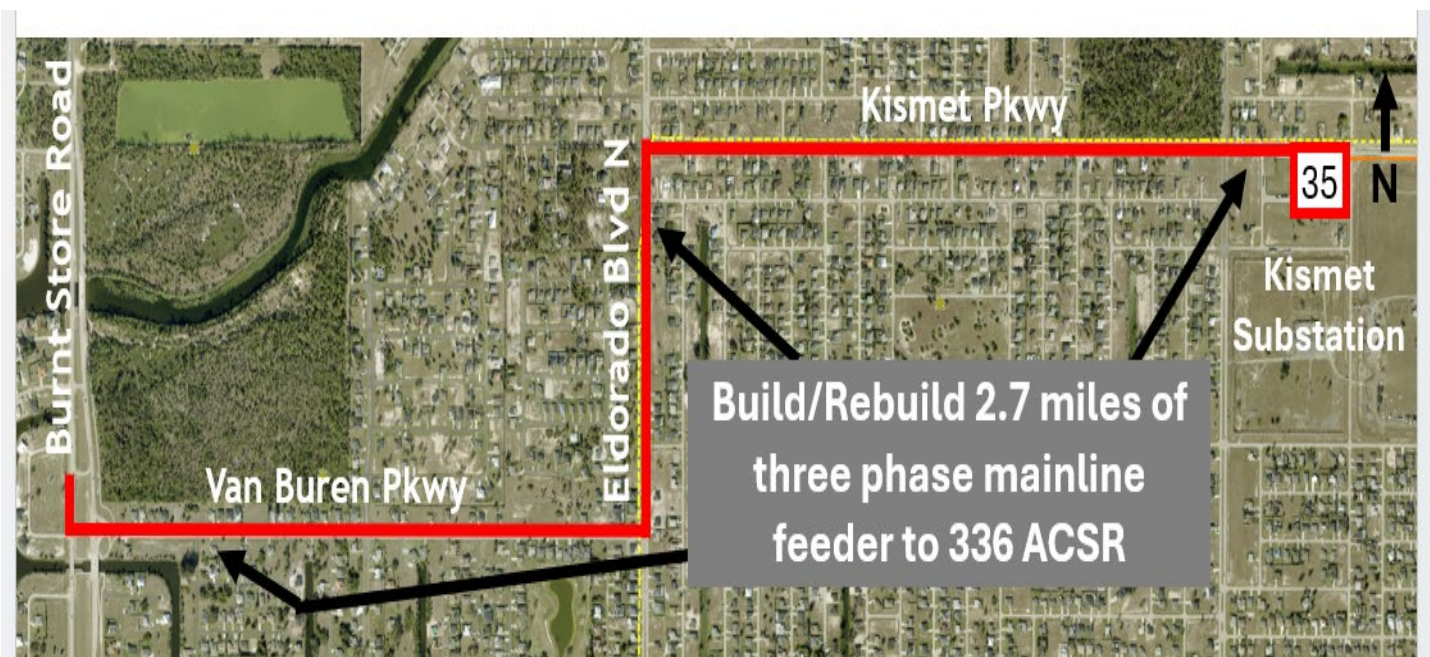 Burnt Store Road
Kismet Pkwy
Eldorado Blvd N
35
N
Kismet
Substation
Build/Rebuild 2.7 miles of
three phase mainline
feeder to 336 ACSR
Van Buren Pkwy